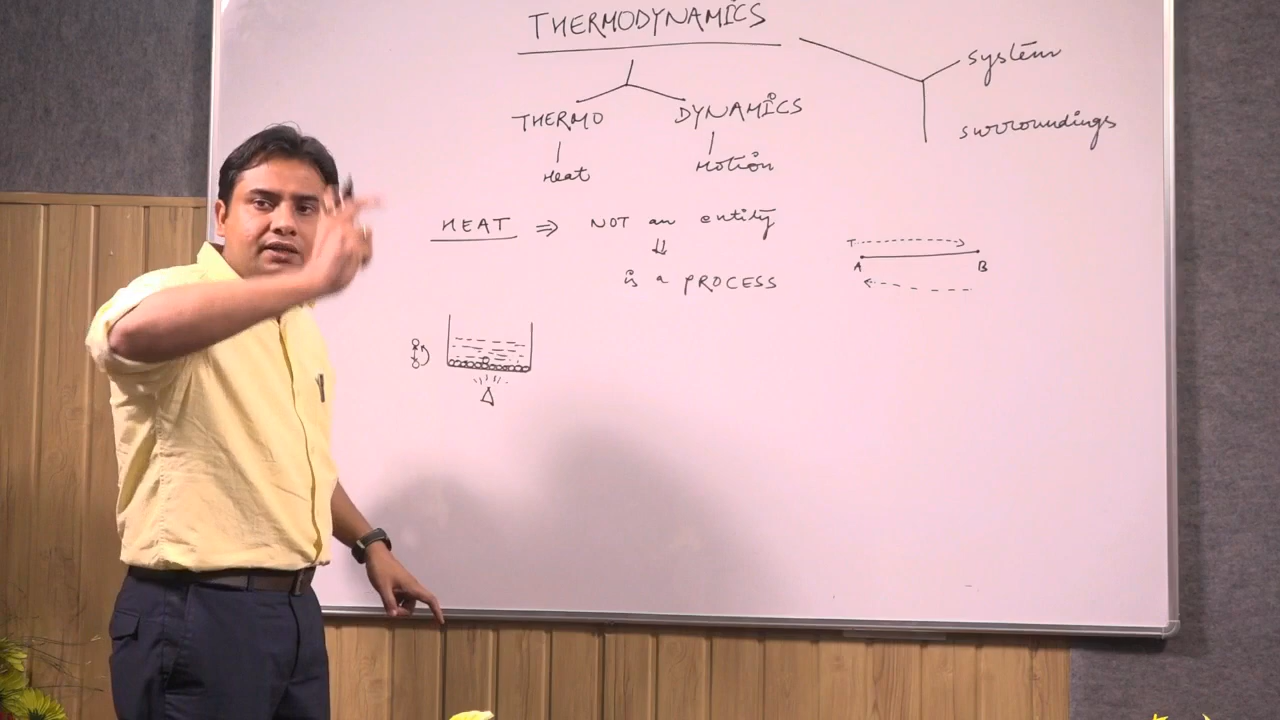 THERMODYNAMICS
system
surroundings
THERMO DYNAMICS
Heat Motion
HEAT ⇒ NOT an entity
⇓
is a PROCESS
T
A B